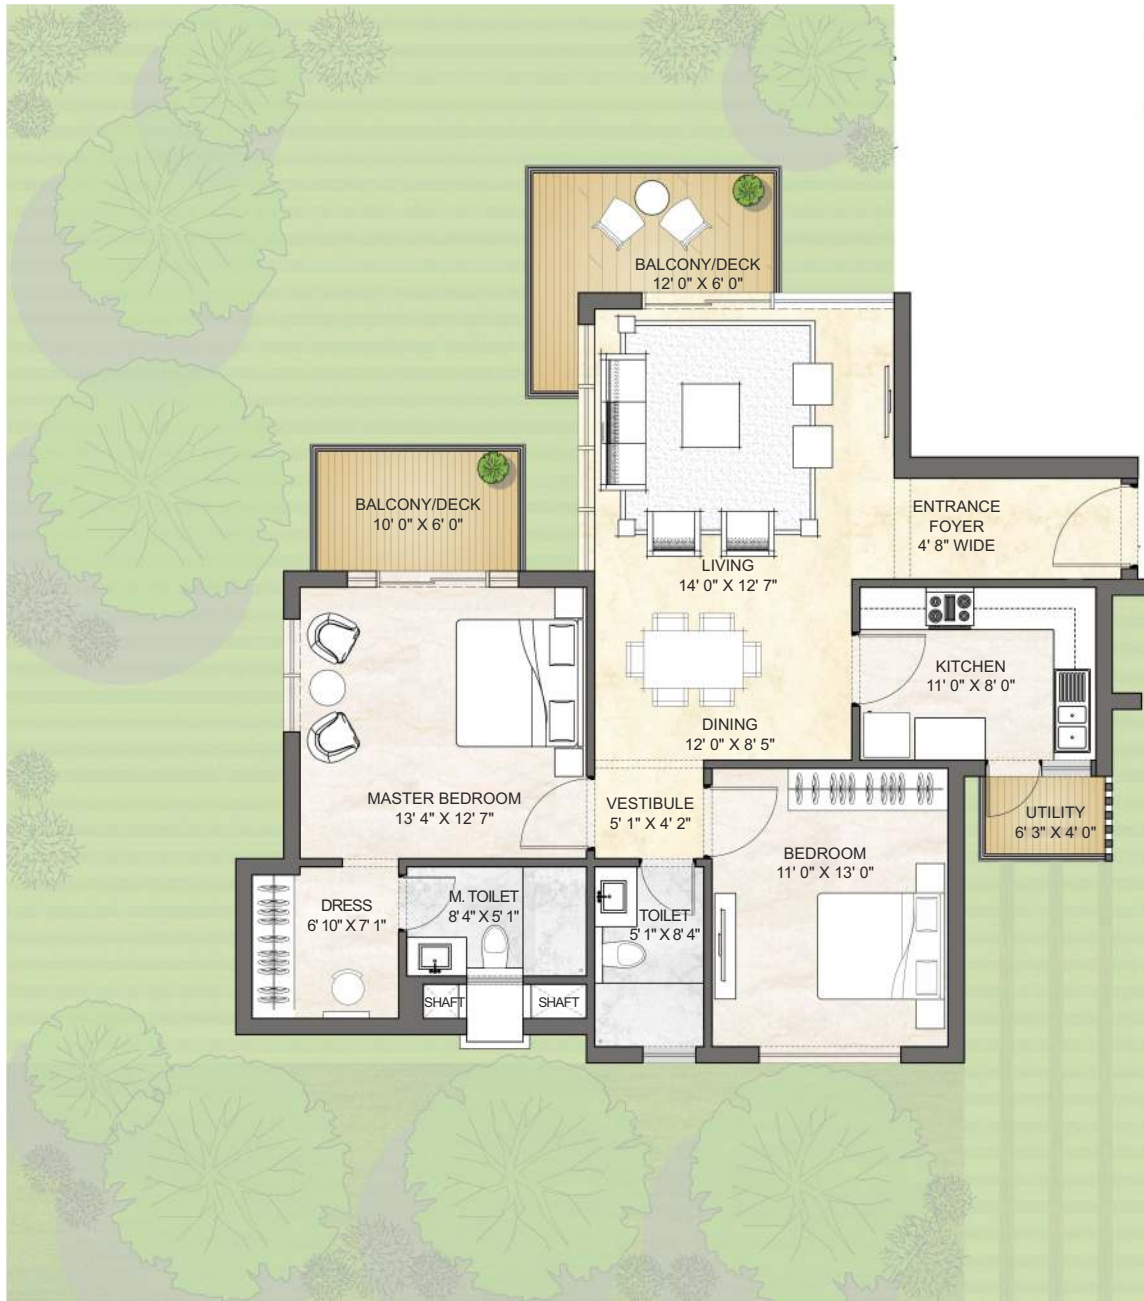 BALCONY/DECK
12' 0" X 6' 0"
BALCONY/DECK
10' 0" X 6' 0"
ENTRANCE
FOYER
4' 8" WIDE
LIVING
14' 0" X 12' 7"
KITCHEN
11' 0" X 8' 0"
DINING
12' 0" X 8' 5"
MASTER BEDROOM
13' 4" X 12' 7"
VESTIBULE
5' 1" X 4' 2"
UTILITY
6' 3" X 4' 0"
BEDROOM
11' 0" X 13' 0"
DRESS
6' 10" X 7' 1"
M. TOILET
8' 4" X 5' 1"
TOILET
5' 1" X 8' 4"
SHAFT
SHAFT